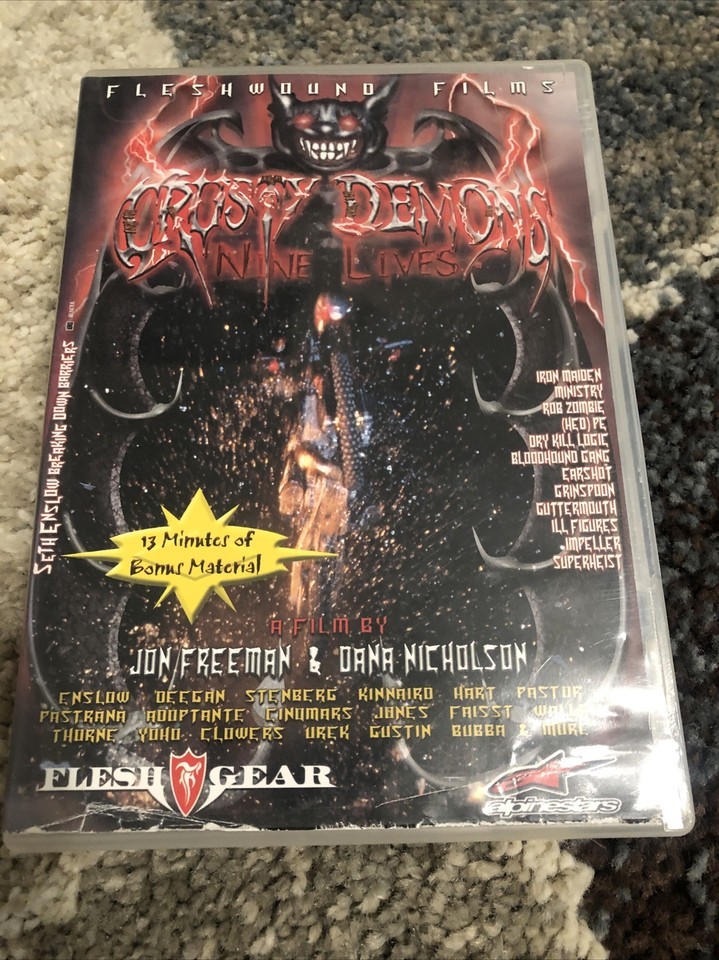 FLESHWOUND FILMS
CRUSTY DEMONS
NINE LIVES
SETH ENSLOW BREAKING DOWN BARRIERS
IRON MAIDEN
MINISTRY
ROB ZOMBIE
(HED) PE
DRY KILL LOGIC
BLOODHOUND GANG
EARSHOT
GRINSPOON
GUTTERMOUTH
ILL FIGURES
IMPELLER
SUPERHEIST
13 Minutes of
Bonus Material
A FILM BY
JON FREEMAN & DANA NICHOLSON
ENSLOW DEEGAN STENBERG KINNAIRD HART PASTOR
PASTRANA ADOPTANTE CINQMARS JONES FAISST
THORNE YOHO CLOWERS UREK GUSTIN BUBBA & MORE
FLESH F GEAR
alpinestars